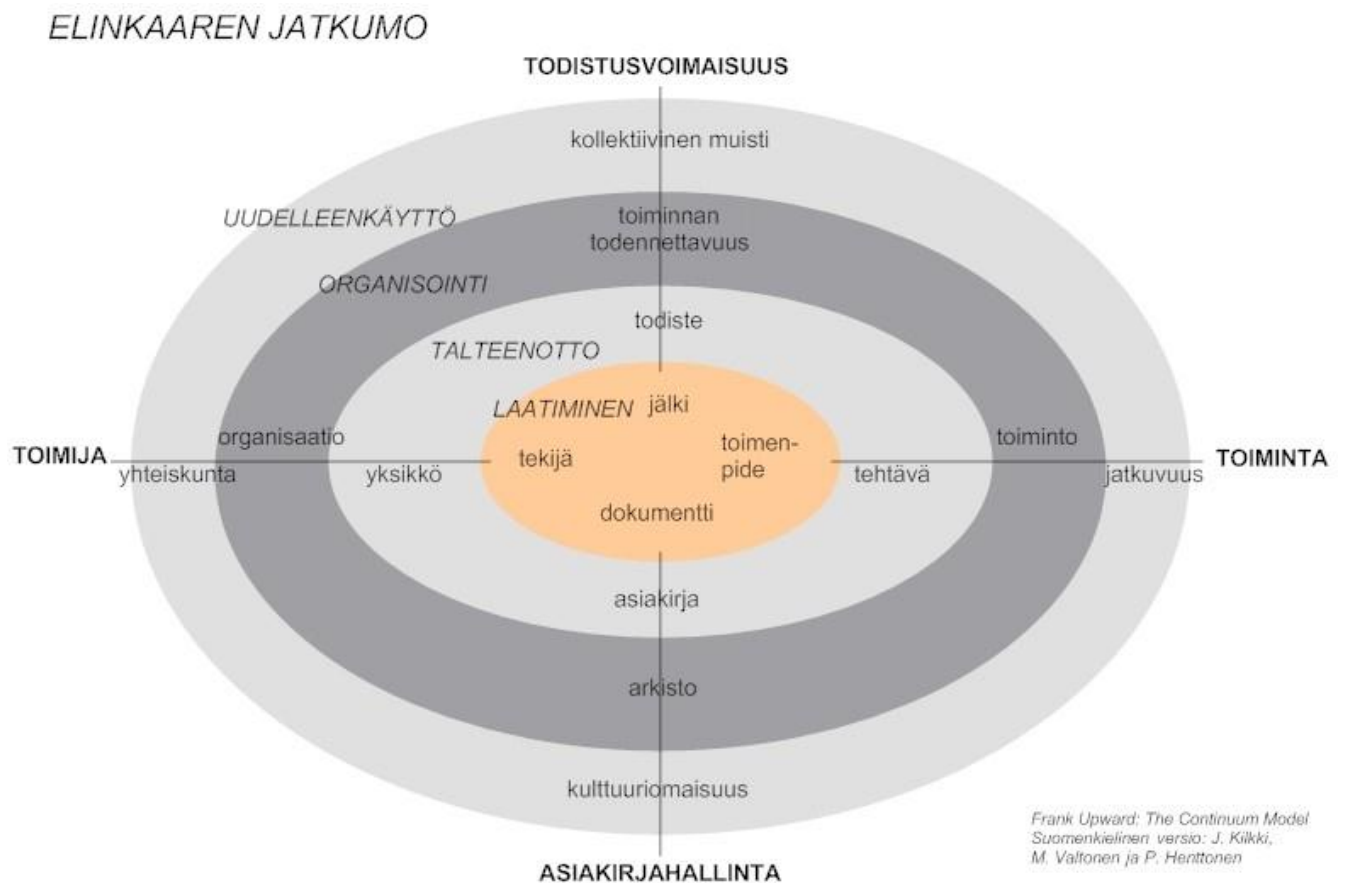 ELINKAAREN JATKUMO
TODISTUSVOIMAISUUS
kollektiivinen muisti
UUDELLEENKÄYTTÖ
toiminnan
todennettavuus
ORGANISOINTI
todiste
TALTEENOTTO
LAATIMINEN
jälki
organisaatio
toiminto
TOIMIJA
yhteiskunta
yksikkö
tekijä
toimen-
pide
tehtävä
jatkuvuus
TOIMINTA
dokumentti
asiakirja
arkisto
kulttuuriomaisuus
Frank Upward: The Continuum Model
Suomenkielinen versio: J. Kilkki,
M. Valtonen ja P. Henttonen
ASIAKIRJAHALLINTA